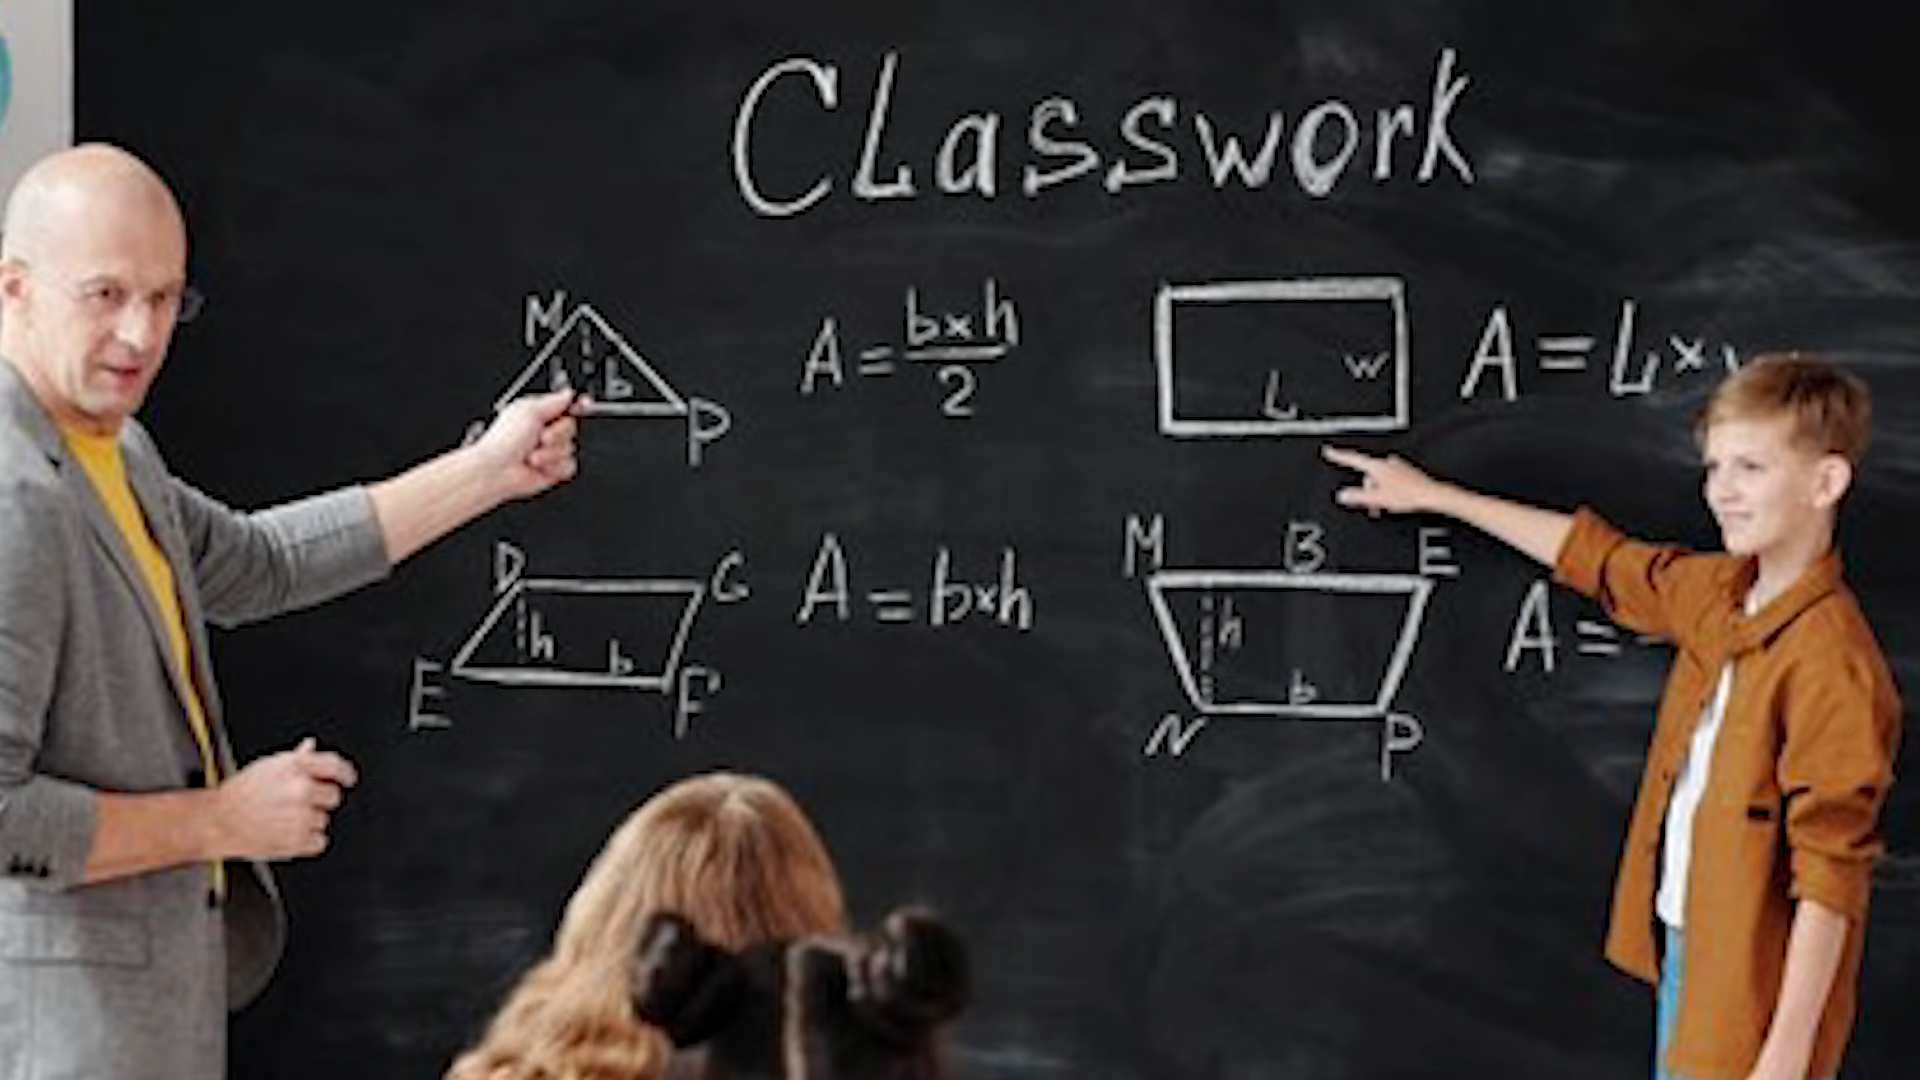 Classwork
M
h b
P
A = b×h/2
L
W
A = L×
D G
h b
E F
A = b×h
M B E
h
b
N P
A =